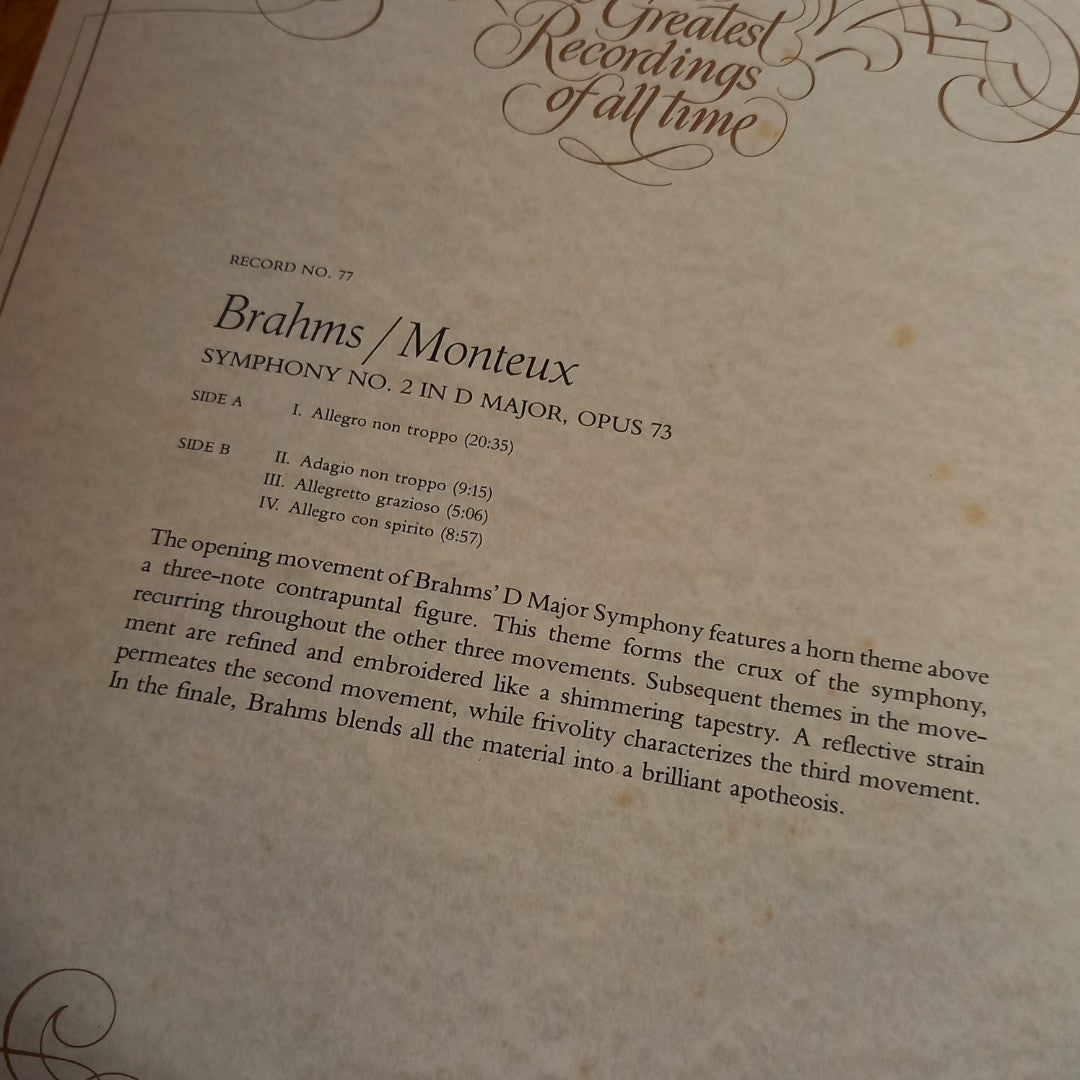 Greatest
Recordings
of all time
RECORD NO. 77
Brahms / Monteux
SYMPHONY NO. 2 IN D MAJOR, OPUS 73
SIDE A I. Allegro non troppo (20:35)
SIDE B II. Adagio non troppo (9:15)
III. Allegretto grazioso (5:06)
IV. Allegro con spirito (8:57)
The opening movement of Brahms' D Major Symphony features a horn theme above
a three-note contrapuntal figure. This theme forms the crux of the symphony,
recurring throughout the other three movements. Subsequent themes in the move-
ment are refined and embroidered like a shimmering tapestry. A reflective strain
permeates the second movement, while frivolity characterizes the third movement.
In the finale, Brahms blends all the material into a brilliant apotheosis.